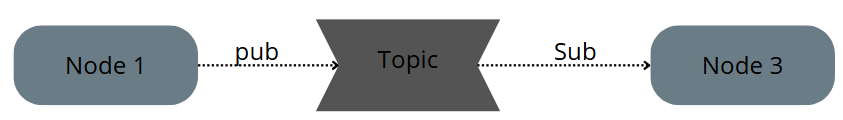 Node 1
pub
Topic
Sub
Node 3